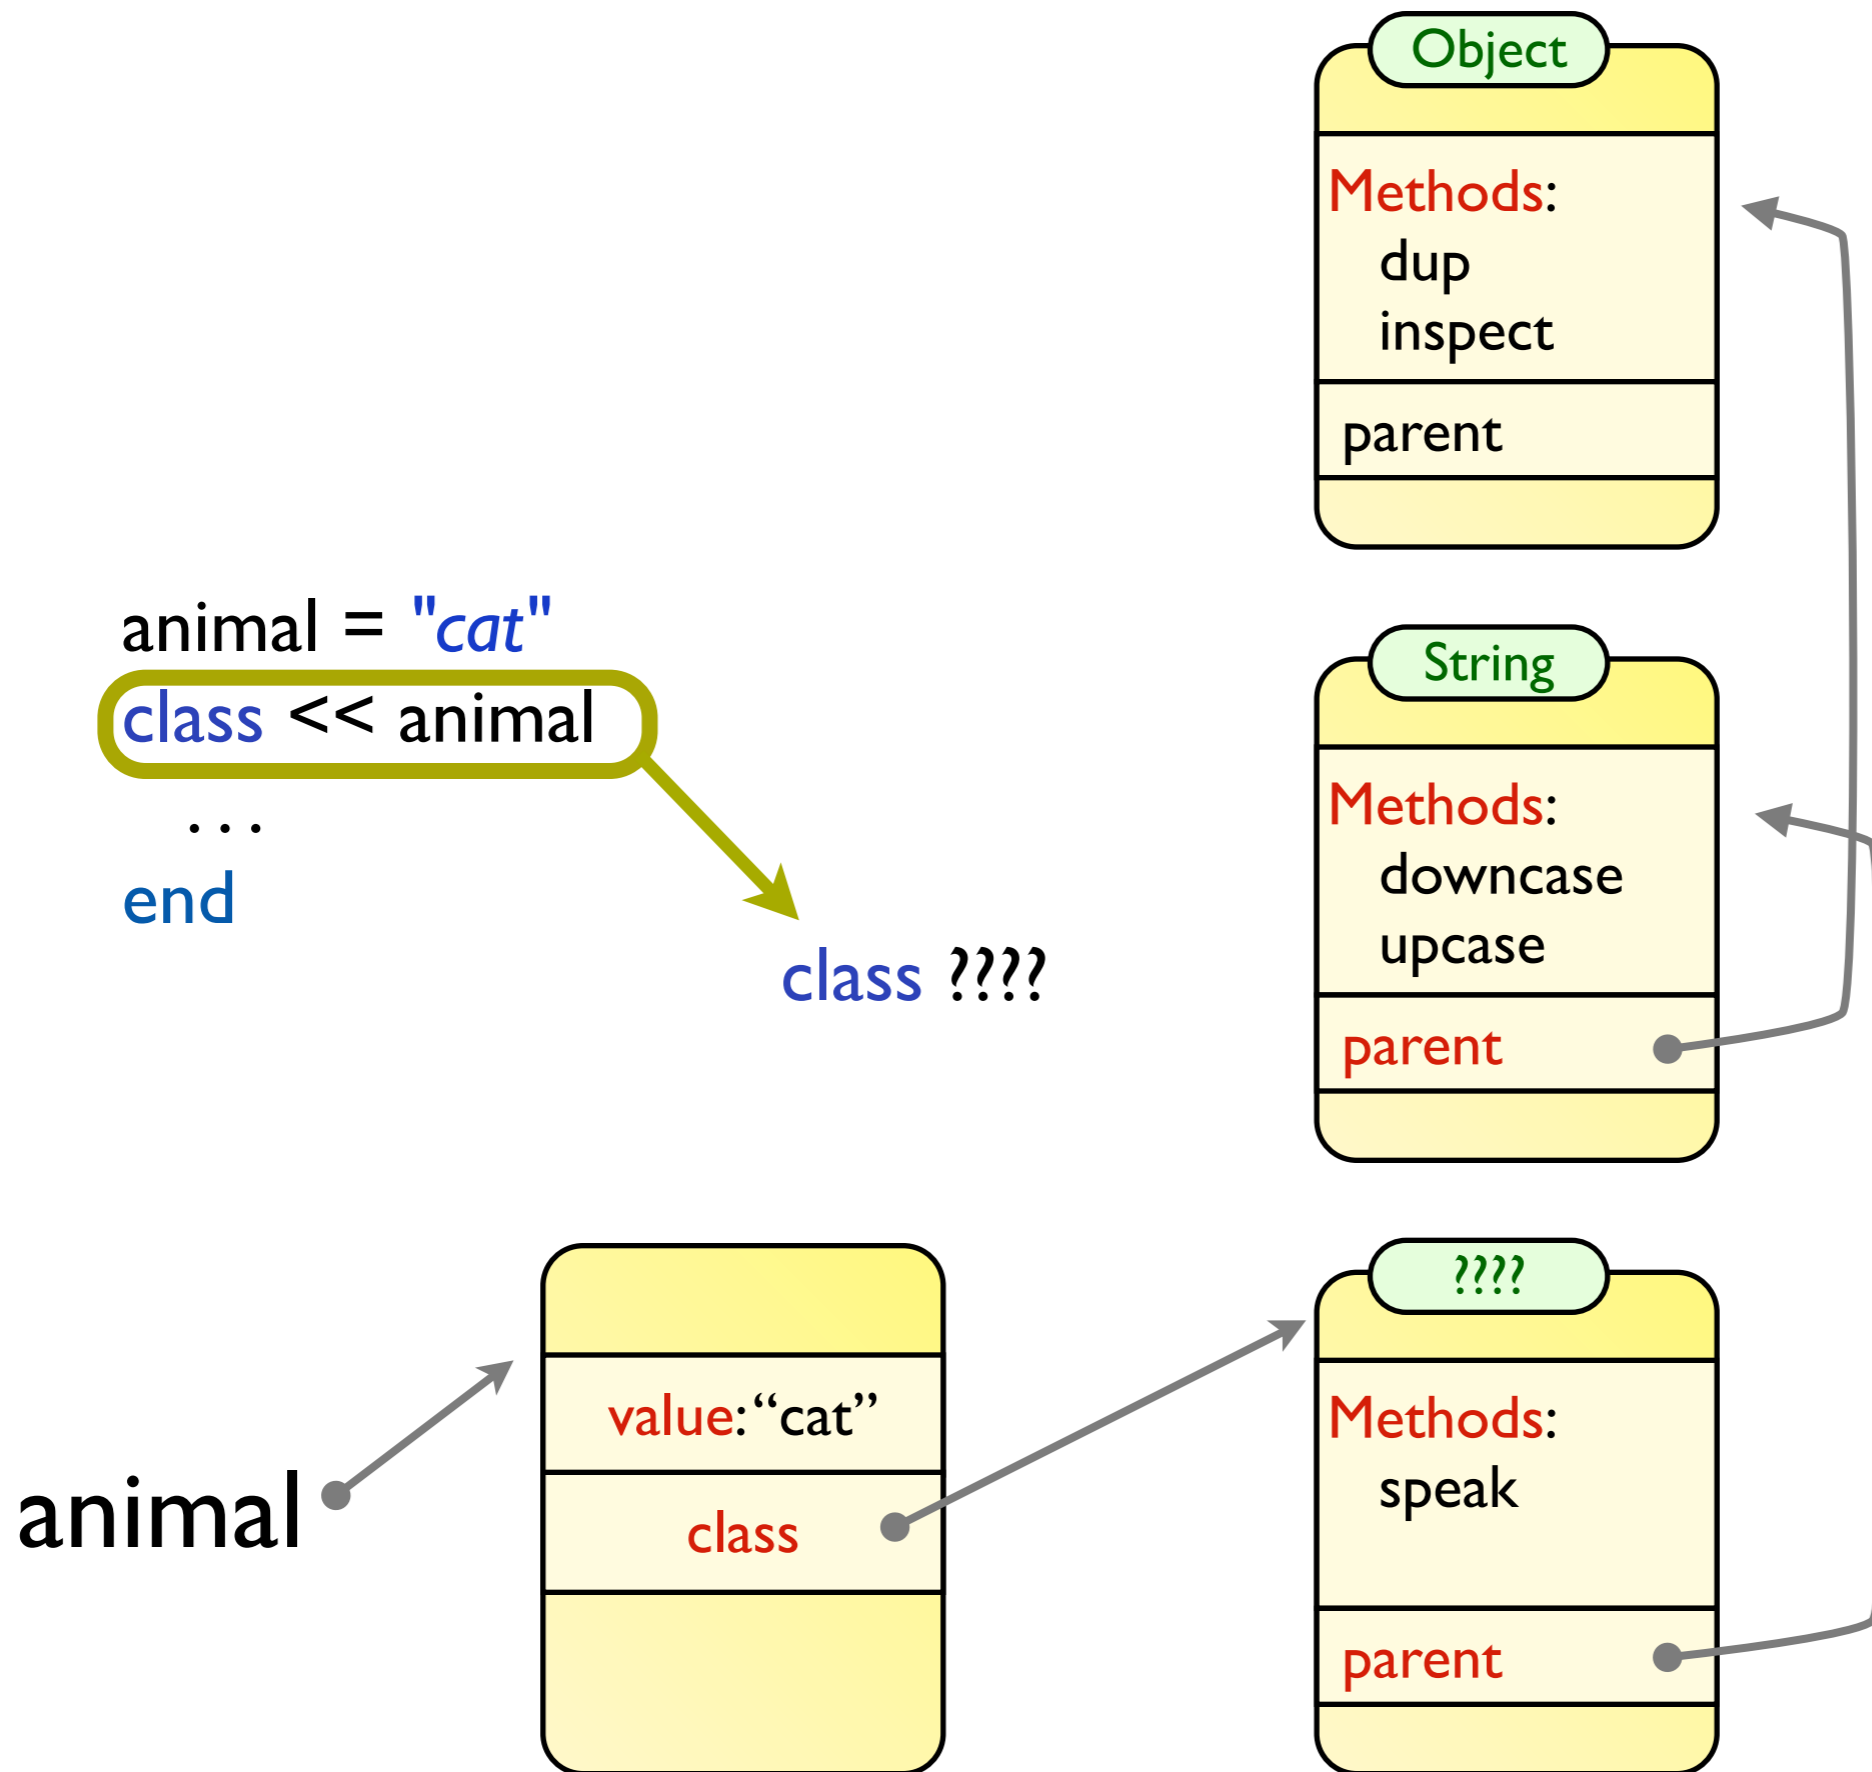 animal = "cat"
class << animal
...
end
class ????
Object
Methods:
dup
inspect
parent
String
Methods:
downcase
upcase
parent
animal
value:“cat”
class
????
Methods:
speak
parent